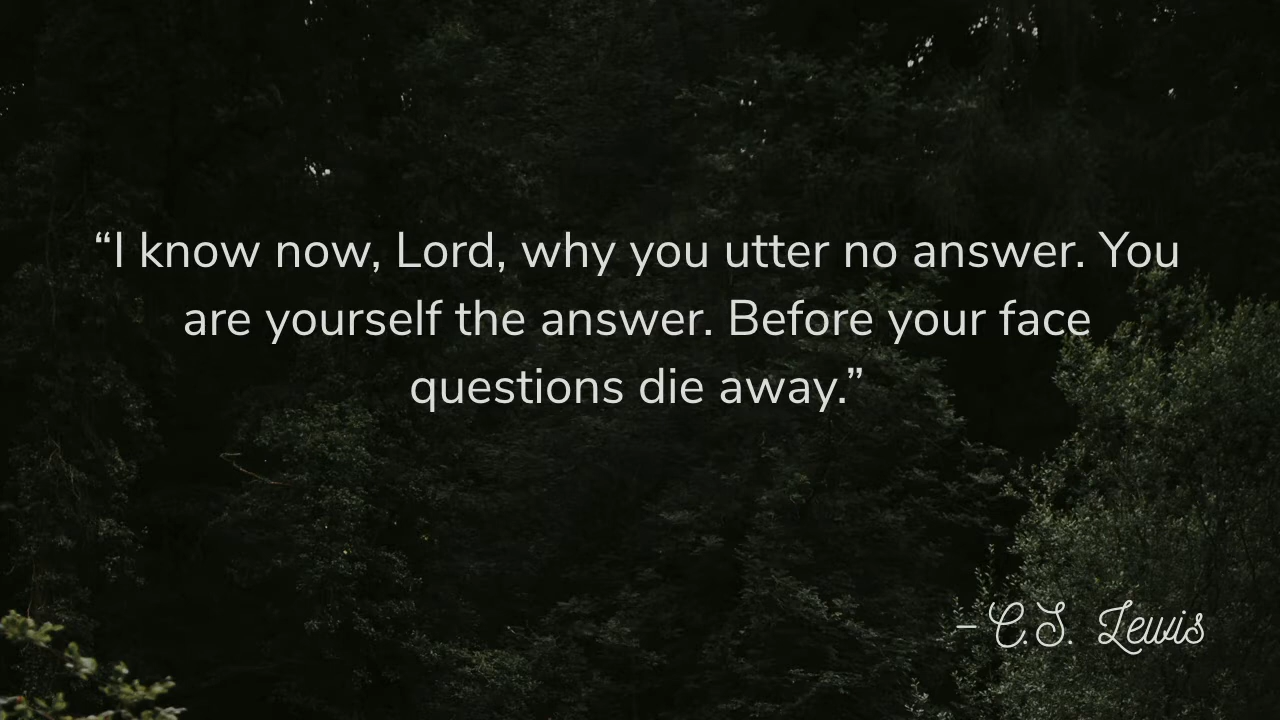 “I know now, Lord, why you utter no answer. You
are yourself the answer. Before your face
questions die away.”
– C.S. Lewis